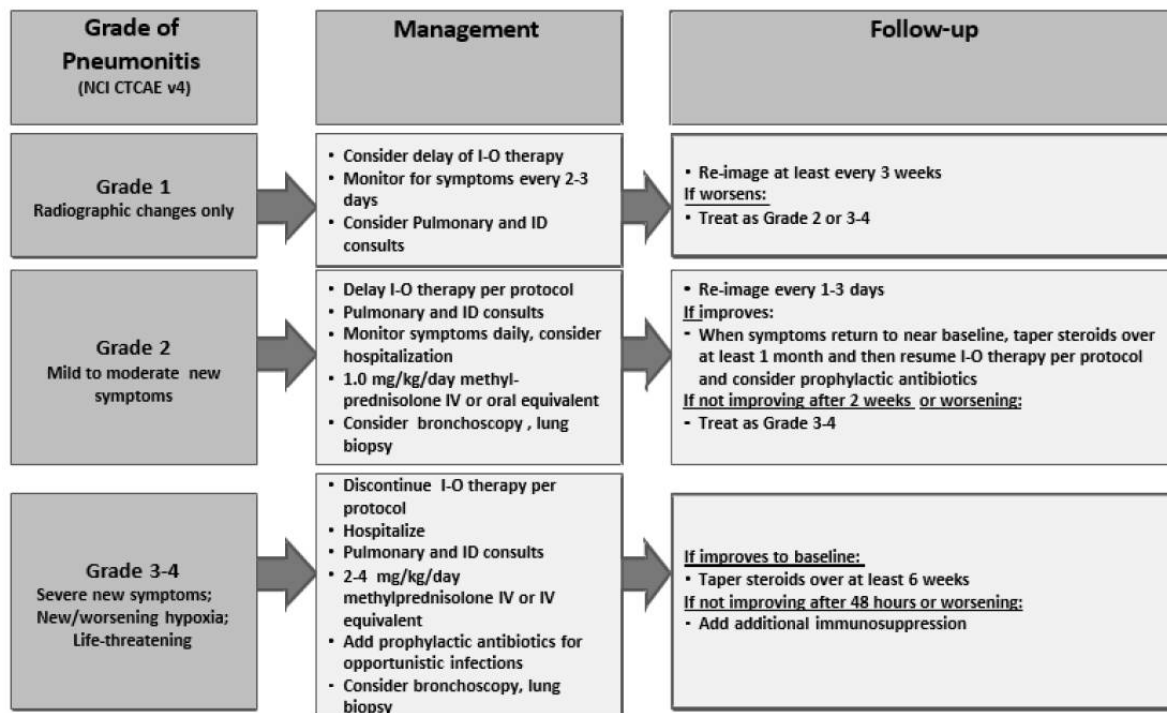 Grade of
Pneumonitis
(NCI CTCAE v4)
Management
Follow-up
Grade 1
Radiographic changes only
• Consider delay of I-O therapy
• Monitor for symptoms every 2-3
days
• Consider Pulmonary and ID
consults
• Re-image at least every 3 weeks
If worsens:
• Treat as Grade 2 or 3-4
Grade 2
Mild to moderate new
symptoms
• Delay I-O therapy per protocol
• Pulmonary and ID consults
• Monitor symptoms daily, consider
hospitalization
• 1.0 mg/kg/day methyl-
prednisolone IV or oral equivalent
• Consider bronchoscopy , lung
biopsy
• Re-image every 1-3 days
If improves:
- When symptoms return to near baseline, taper steroids over
at least 1 month and then resume I-O therapy per protocol
and consider prophylactic antibiotics
If not improving after 2 weeks or worsening:
- Treat as Grade 3-4
Grade 3-4
Severe new symptoms;
New/worsening hypoxia;
Life-threatening
• Discontinue I-O therapy per
protocol
• Hospitalize
• Pulmonary and ID consults
• 2-4 mg/kg/day
methylprednisolone IV or IV
equivalent
• Add prophylactic antibiotics for
opportunistic infections
- Consider bronchoscopy, lung
biopsy
If improves to baseline:
• Taper steroids over at least 6 weeks
If not improving after 48 hours or worsening:
- Add additional immunosuppression